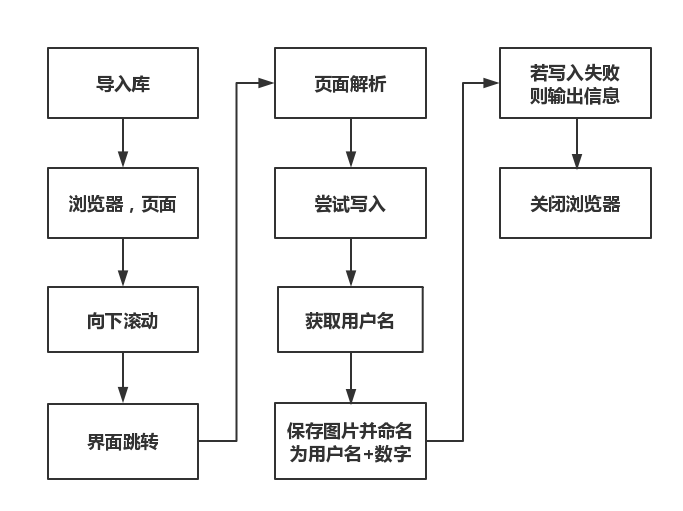 导入库
浏览器，页面
向下滚动
界面跳转
页面解析
尝试写入
获取用户名
保存图片并命名
为用户名+数字
若写入失败
则输出信息
关闭浏览器